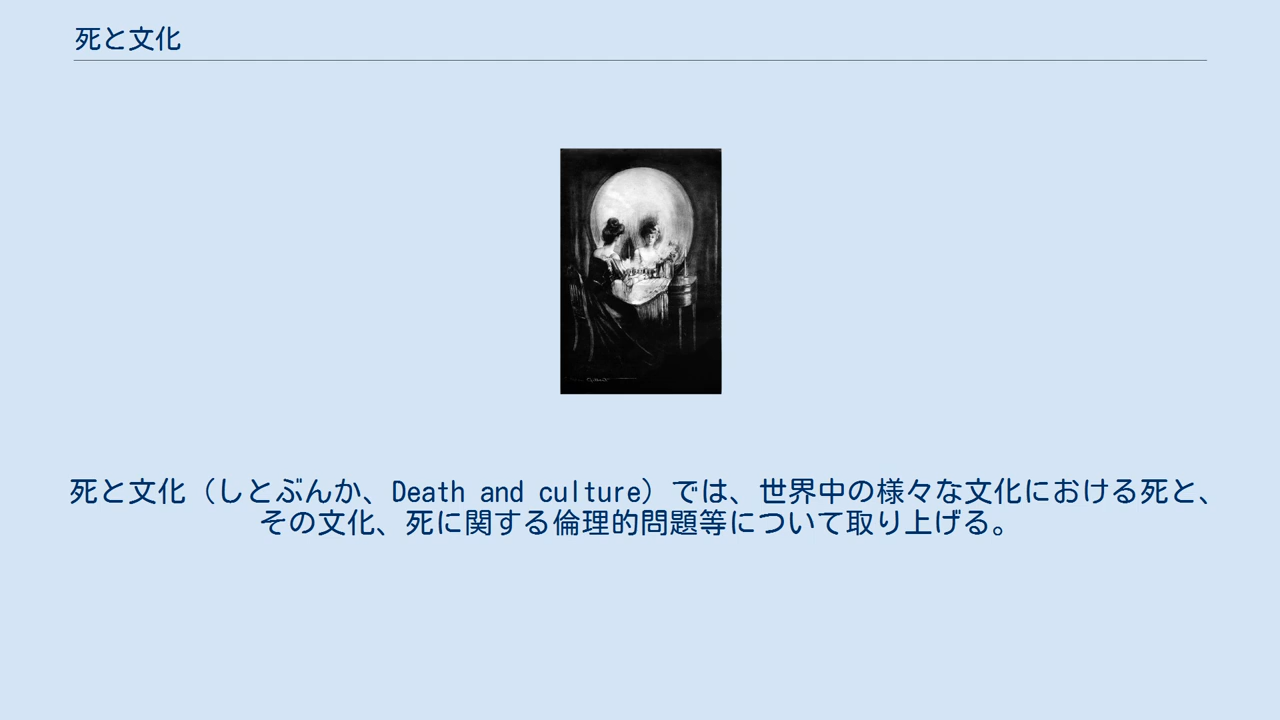 死と文化
死と文化（しとぶんか、Death and culture）では、世界中の様々な文化における死と、
その文化、死に関する倫理的問題等について取り上げる。